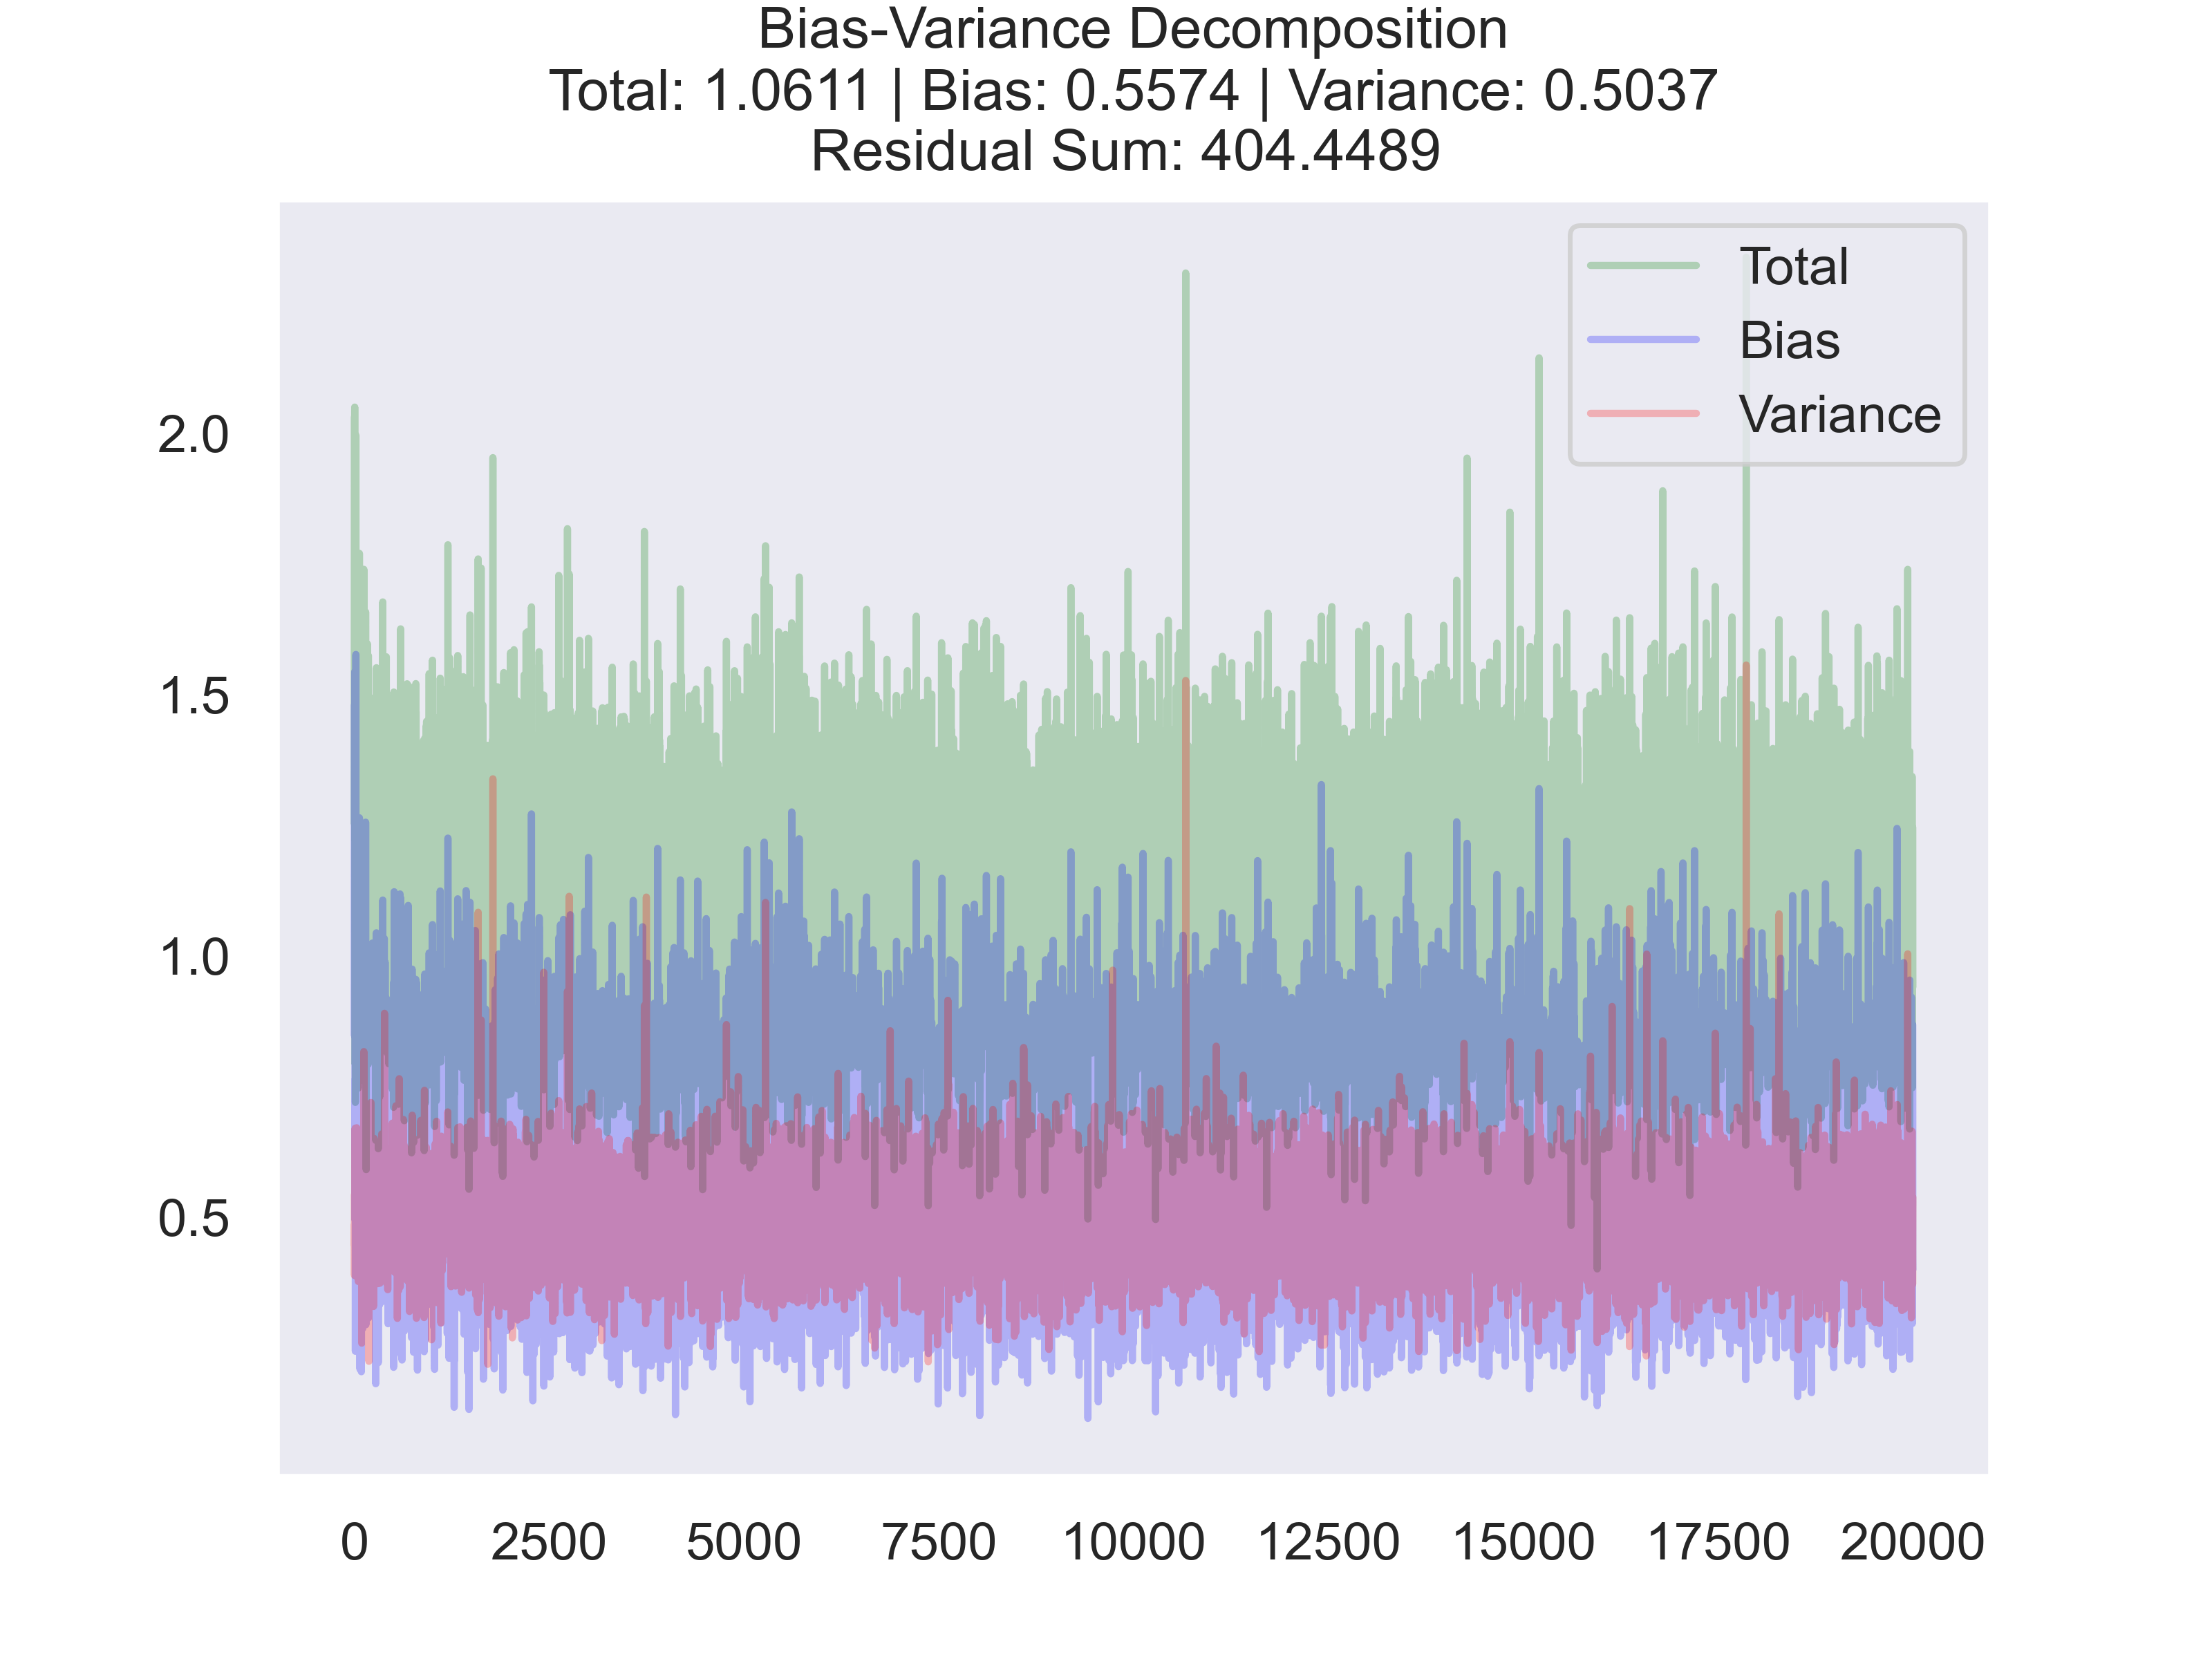 Bias-Variance Decomposition
Total: 1.0611 | Bias: 0.5574 | Variance: 0.5037
Residual Sum: 404.4489
Total
Bias
Variance
2.0
1.5
1.0
0.5
0 2500 5000 7500 10000 12500 15000 17500 20000